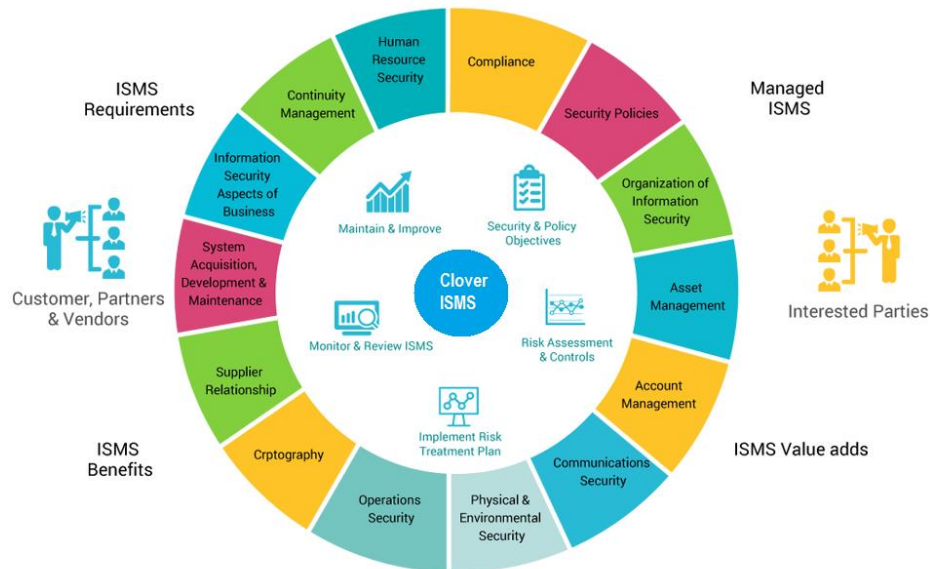 ISMS
Requirements
Managed
ISMS
Customer, Partners
& Vendors
Interested Parties
ISMS
Benefits
ISMS Value adds
Compliance
Security Policies
Organization of
Information
Security
Asset
Management
Account
Management
Communications
Security
Physical &
Environmental
Security
Operations
Security
Crptography
Supplier
Relationship
System
Acquisition,
Development &
Maintenance
Information
Security
Aspects of
Business
Continuity
Management
Human
Resource
Security
Maintain & Improve
Security & Policy
Objectives
Clover
ISMS
Monitor & Review ISMS
Risk Assessment
& Controls
Implement Risk
Treatment Plan